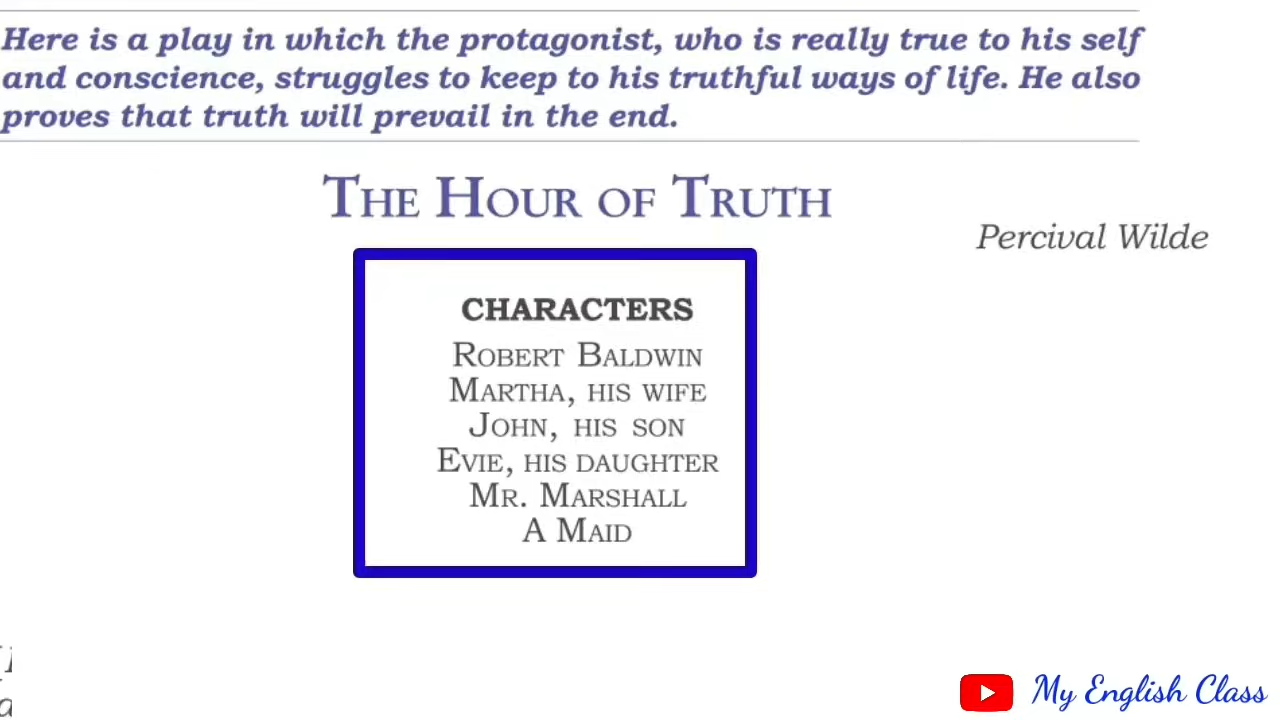 Here is a play in which the protagonist, who is really true to his self
and conscience, struggles to keep to his truthful ways of life. He also
proves that truth will prevail in the end.
THE HOUR OF TRUTH
Percival Wilde
CHARACTERS
ROBERT BALDWIN
MARTHA, HIS WIFE
JOHN, HIS SON
EVIE, HIS DAUGHTER
MR. MARSHALL
A MAID
My English Class